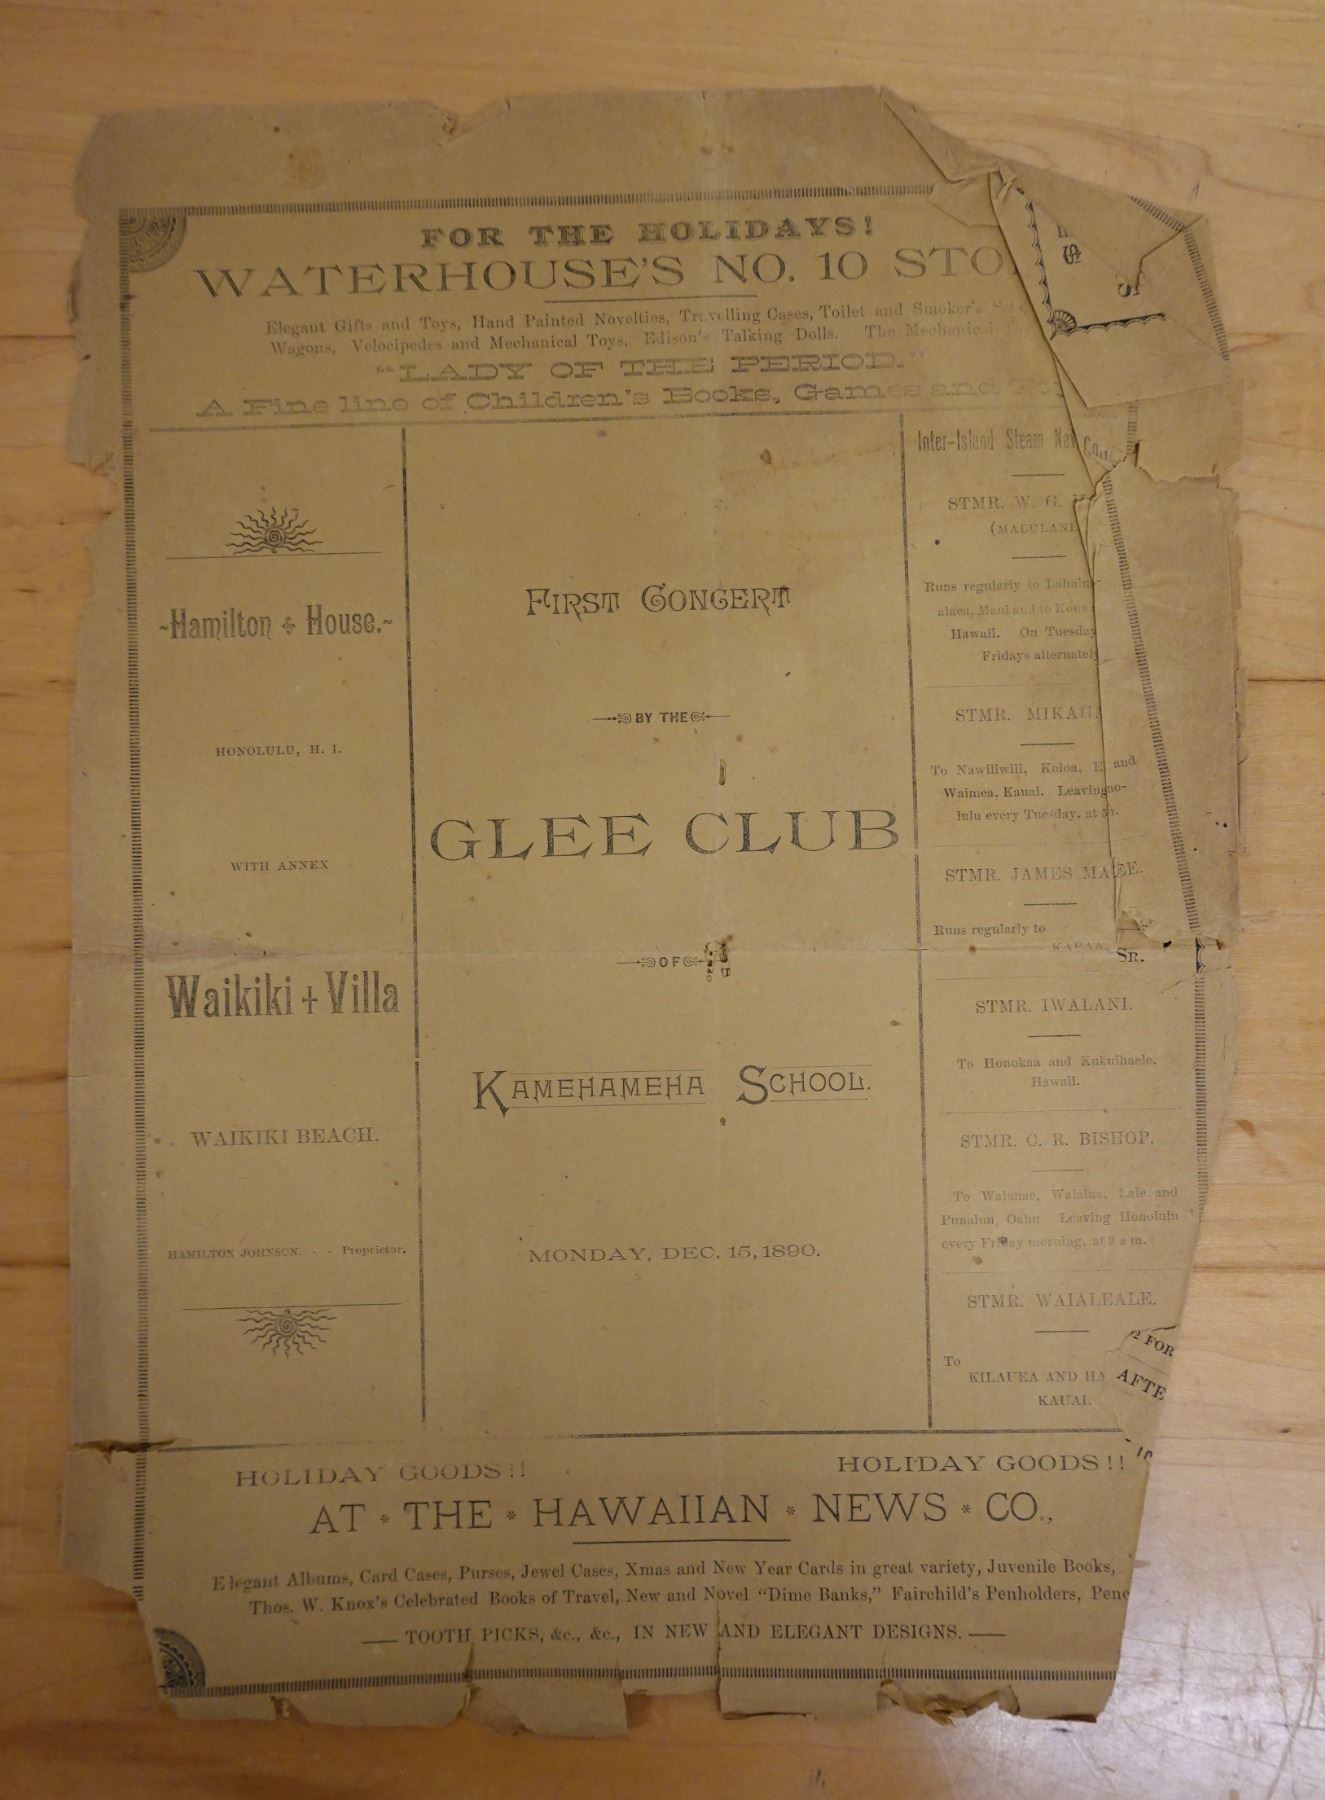 FOR THE HOLIDAYS!
WATERHOUSE'S NO. 10
Elegant Gifts and Toys, Hand Painted Novelties, Travelling Cases, Toilet and Smoker's Sets,
Wagons, Velocipedes and Mechanical Toys, Edison's Talking Dolls. The Mechanical
"LADY OF THE PERIOD."
A Fine line of Children's Books, Games and
~Hamilton House.~
HONOLULU, H. I.
WITH ANNEX
Waikiki + Villa
WAIKIKI BEACH.
HAMILTON JOHNSON, - - Proprietor.
FIRST CONCERT
BY THE
GLEE CLUB
OF
KAMEHAMEHA SCHOOL.
MONDAY, DEC. 15, 1890.
Inter-Island Steam Nav Co.,
STMR. W. G.
Runs regularly to
Maui and to Kona
Hawaii. On Tuesday
Fridays
STMR.
To Nawiliwili, Koloa, E and
Waimea, Kauai. Leaving no-
lulu every Tuesday, at
STMR. JAMES MA EE.
Runs regularly to
SR.
STMR. IWALANI.
To Honokaa and Kukuihaele,
Hawaii.
STMR. C. R. BISHOP.
To Waianae, Waialua, Laie and
Punaluu, Oahu Leaving Honolulu
every Friday morning, at 9 a m.
STMR. WAIALEALE.
To
KILAUEA AND
KAUAI.
2 FOR
AFTE
HOLIDAY GOODS!! HOLIDAY GOODS!!
AT * THE * HAWAIIAN * NEWS * CO.,
Elegant Albums, Card Cases, Purses, Jewel Cases, Xmas and New Year Cards in great variety, Juvenile Books,
Thos. W. Knox's Celebrated Books of Travel, New and Novel "Dime Banks," Fairchild's Penholders,
— TOOTH PICKS, &c., &c., IN NEW AND ELEGANT DESIGNS. —